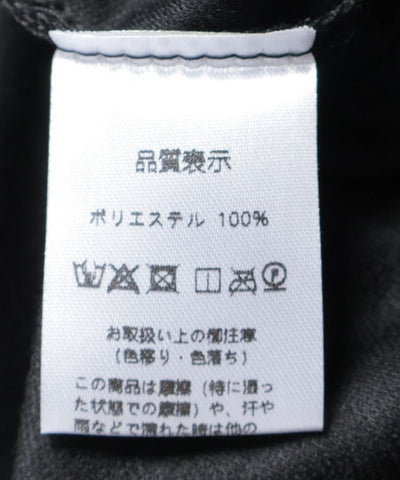 品質表示
ポリエステル 100%
お取扱い上の御注意
(色移り・色落ち)
この商品は摩擦(特に湿っ
た状態での摩擦)や、汗や
雨などで濡れた時は他の